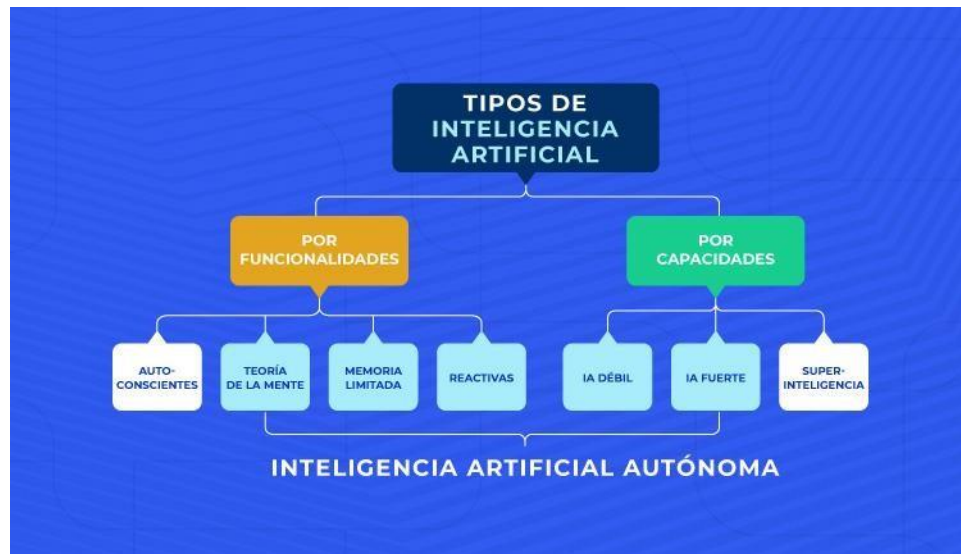 TIPOS DE
INTELIGENCIA
ARTIFICIAL
POR
FUNCIONALIDADES
POR
CAPACIDADES
AUTO-
CONSCIENTES
TEORÍA
DE LA MENTE
MEMORIA
LIMITADA
REACTIVAS
IA DÉBIL
IA FUERTE
SUPER-
INTELIGENCIA
INTELIGENCIA ARTIFICIAL AUTÓNOMA